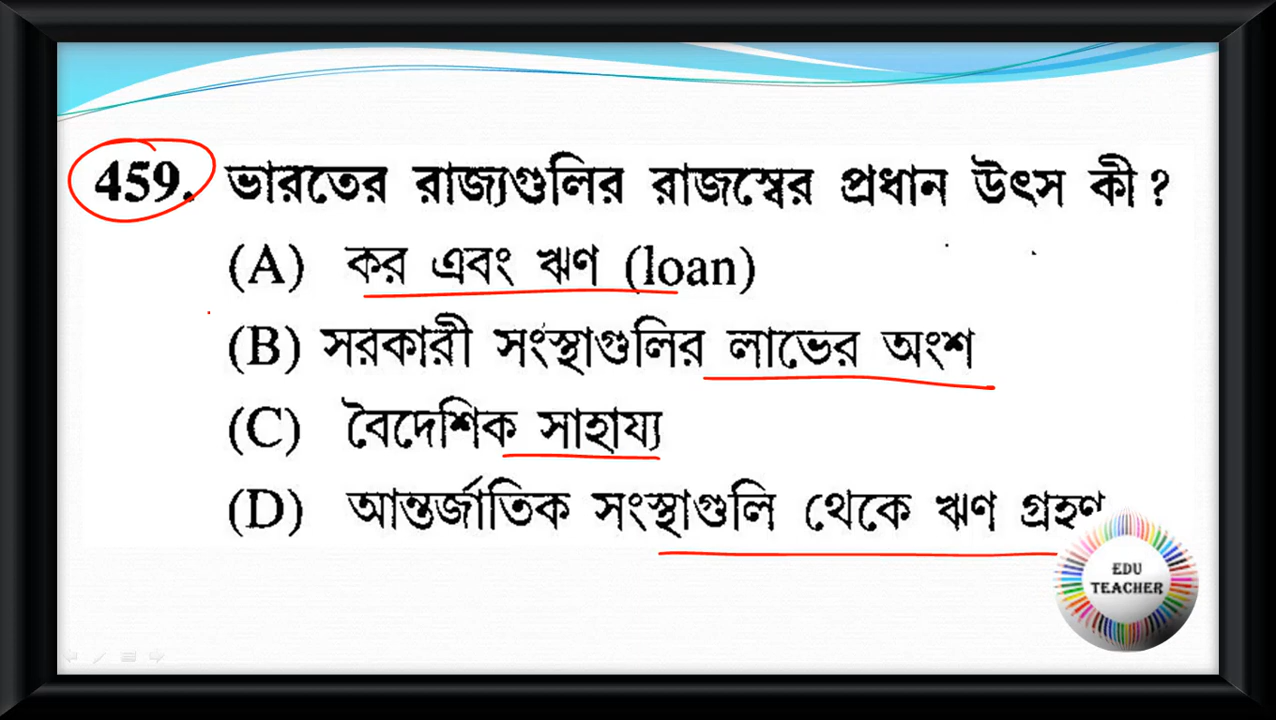 459. ভারতের রাজ্যগুলির রাজস্বের প্রধান উৎস কী?
(A) কর এবং ঋণ (loan)
(B) সরকারী সংস্থাগুলির লাভের অংশ
(C) বৈদেশিক সাহায্য
(D) আন্তর্জাতিক সংস্থাগুলি থেকে ঋণ গ্রহণ
EDU
TEACHER